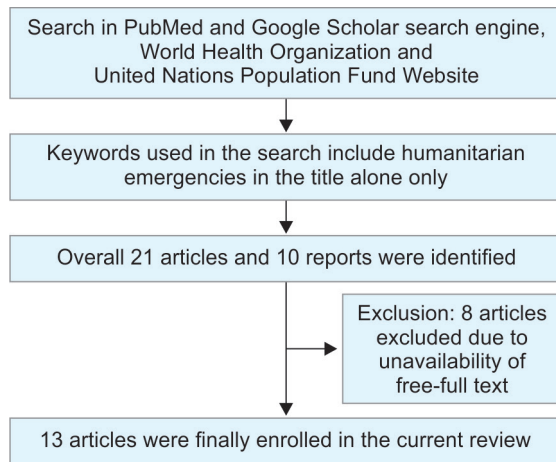 Search in PubMed and Google Scholar search engine,
World Health Organization and
United Nations Population Fund Website
Keywords used in the search include humanitarian
emergencies in the title alone only
Overall 21 articles and 10 reports were identified
Exclusion: 8 articles
excluded due to
unavailability of
free-full text
13 articles were finally enrolled in the current review